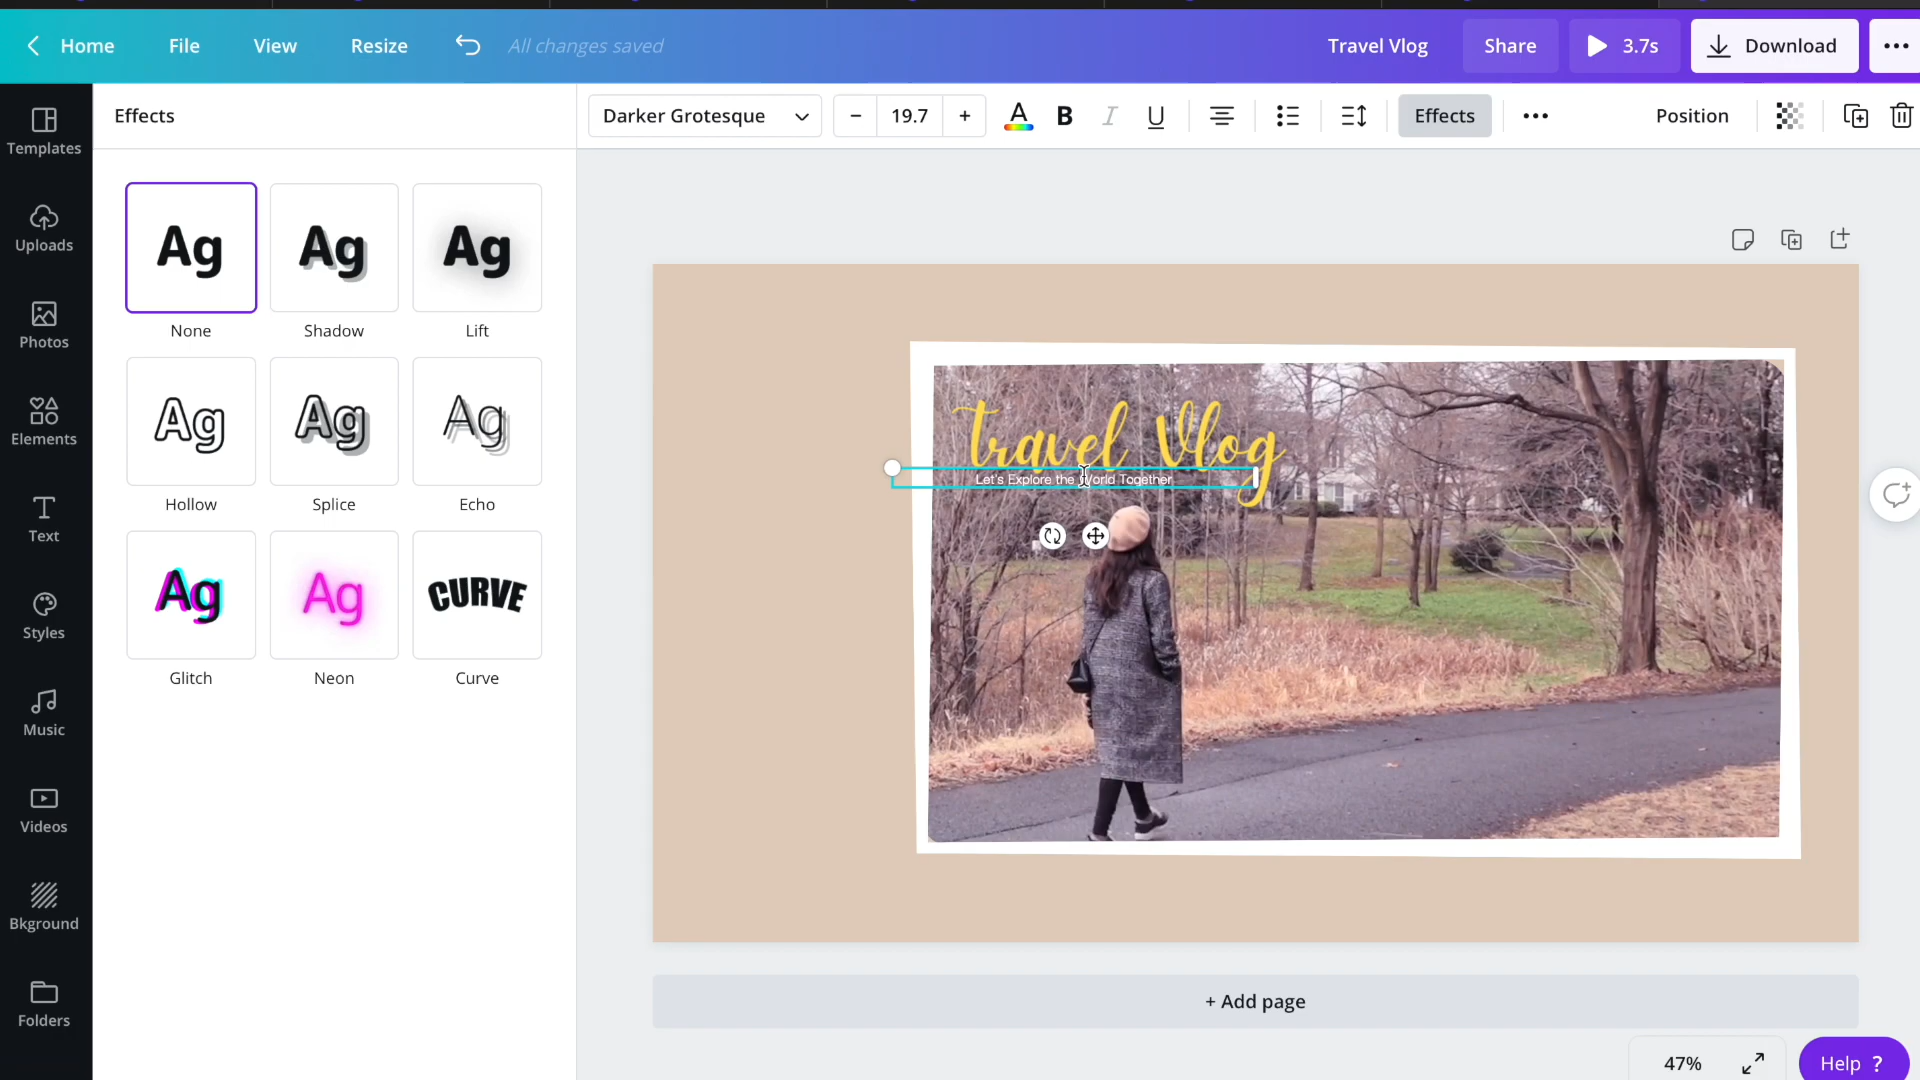 Home File View Resize All changes saved Travel Vlog Share 3.7s Download
Effects Darker Grotesque − 19.7 + A B I U Effects Position
Templates
Uploads
Photos
Elements
Text
Styles
Music
Videos
Bkground
Folders
Ag Ag Ag
None Shadow Lift
Ag Ag Ag
Hollow Splice Echo
Ag Ag CURVE
Glitch Neon Curve
Travel Vlog
Let's Explore the World Together
+ Add page
47% Help ?